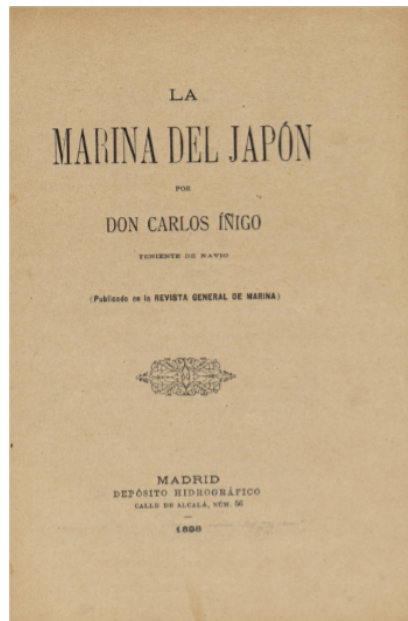 LA
MARINA DEL JAPÓN
POR
DON CARLOS ÍÑIGO
TENIENTE DE NAVIO
(Publicado en la REVISTA GENERAL DE MARINA)
MADRID
DEPÓSITO HIDROGRÁFICO
CALLE DE ALCALÁ, NÚM. 56